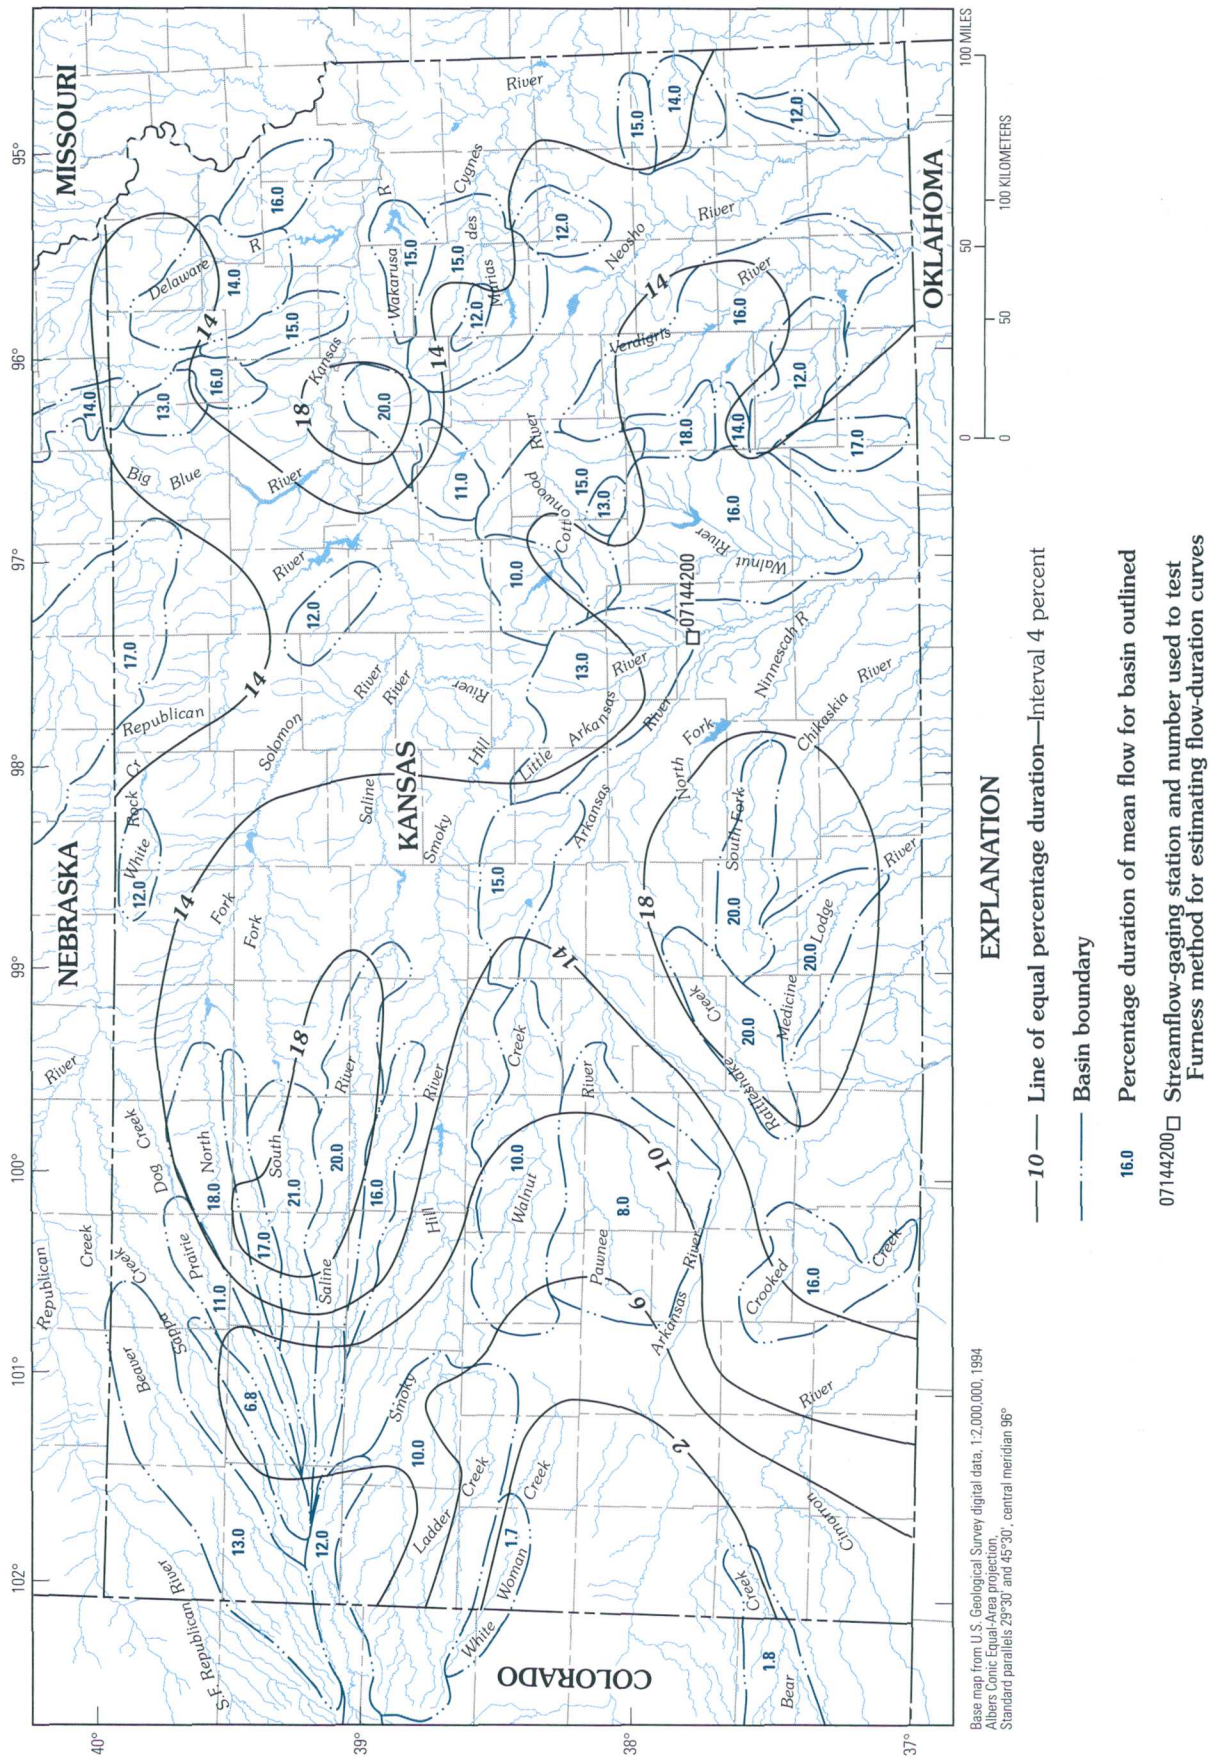 102°
101°
100°
99°
98°
97°
96°
95°
40°
39°
38°
37°
NEBRASKA
MISSOURI
COLORADO
KANSAS
OKLAHOMA
Republican
River
Creek
Beaver
Creek
Sappa
Creek
Prairie
Dog Creek
S.F. Republican River
North
Fork
South
Fork
Solomon
River
Saline
River
Saline
River
Smoky
Hill
River
Smoky
Hill
River
Ladder
Creek
White
Woman
Creek
Walnut
Creek
Pawnee
River
Arkansas
River
Arkansas
River
Little
Arkansas
River
Crooked
Creek
Cimarron
River
Bear
Creek
Rattlesnake
Creek
Medicine
Lodge
River
North
Fork
South Fork
Ninnescah R
Chikaskia
River
White
Rock Cr
Republican
River
Big
Blue
River
Kansas
R
Delaware
R
Wakarusa
Marias
des
Cygnes
River
Cottonwood
River
Neosho
River
Verdigris
River
Walnut
River
13.0
12.0
6.8
11.0
18.0
17.0
21.0
20.0
16.0
10.0
1.7
1.8
10.0
8.0
16.0
15.0
20.0
20.0
20.0
12.0
17.0
12.0
13.0
10.0
11.0
15.0
13.0
16.0
17.0
18.0
14.0
12.0
16.0
14.0
13.0
16.0
15.0
14.0
16.0
20.0
15.0
15.0
12.0
12.0
15.0
14.0
12.0
2
6
10
14
14
14
14
14
14
18
18
18
07144200
Base map from U.S. Geological Survey digital data, 1:2,000,000, 1994
Albers Conic Equal-Area projection,
Standard parallels 29°30' and 45°30', central meridian 96°
0 50 100 MILES
0 50 100 KILOMETERS
EXPLANATION
10 Line of equal percentage duration—Interval 4 percent
Basin boundary
16.0 Percentage duration of mean flow for basin outlined
07144200 Streamflow-gaging station and number used to test
Furness method for estimating flow-duration curves